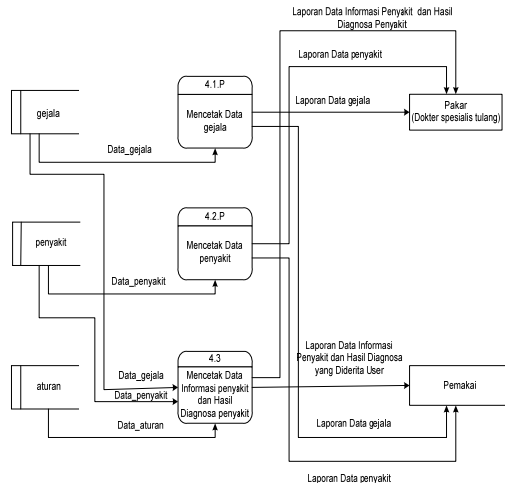 Laporan Data Informasi Penyakit dan Hasil
Diagnosa Penyakit
Laporan Data penyakit
4.1.P
Mencetak Data
gejala
Laporan Data gejala
Pakar
(Dokter spesialis tulang)
gejala
Data_gejala
4.2.P
Mencetak Data
penyakit
penyakit
Data_penyakit
4.3
Mencetak Data
Informasi penyakit
dan Hasil
Diagnosa penyakit
Laporan Data Informasi
Penyakit dan Hasil Diagnosa
yang Diderita User
Pemakai
aturan
Data_gejala
Data_penyakit
Data_aturan
Laporan Data gejala
Laporan Data penyakit